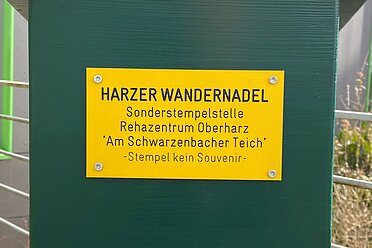 HARZER WANDERNADEL
Sonderstempelstelle
Rehazentrum Oberharz
"Am Schwarzenbacher Teich"
-Stempel kein Souvenir-